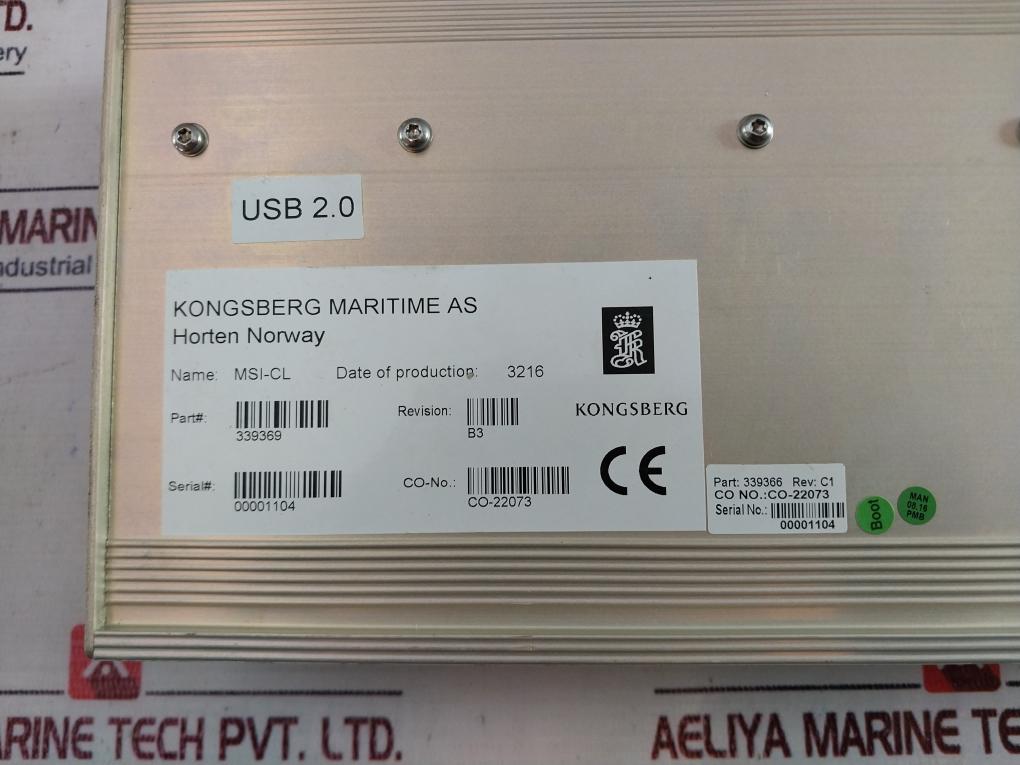 TD.
ery
MARIN
ndustrial
USB 2.0
KONGSBERG MARITIME AS
Horten Norway
Name: MSI-CL Date of production: 3216
Part#: 339369
Revision: B3
KONGSBERG
Serial#: 00001104
CO-No.: CO-22073
CE
Part: 339366 Rev: C1
CO NO.:CO-22073
Serial No.:
00001104
Boot
MAN
08.16
PMB
ARINE TECH PVT. LTD.
AELIYA MARINE TE